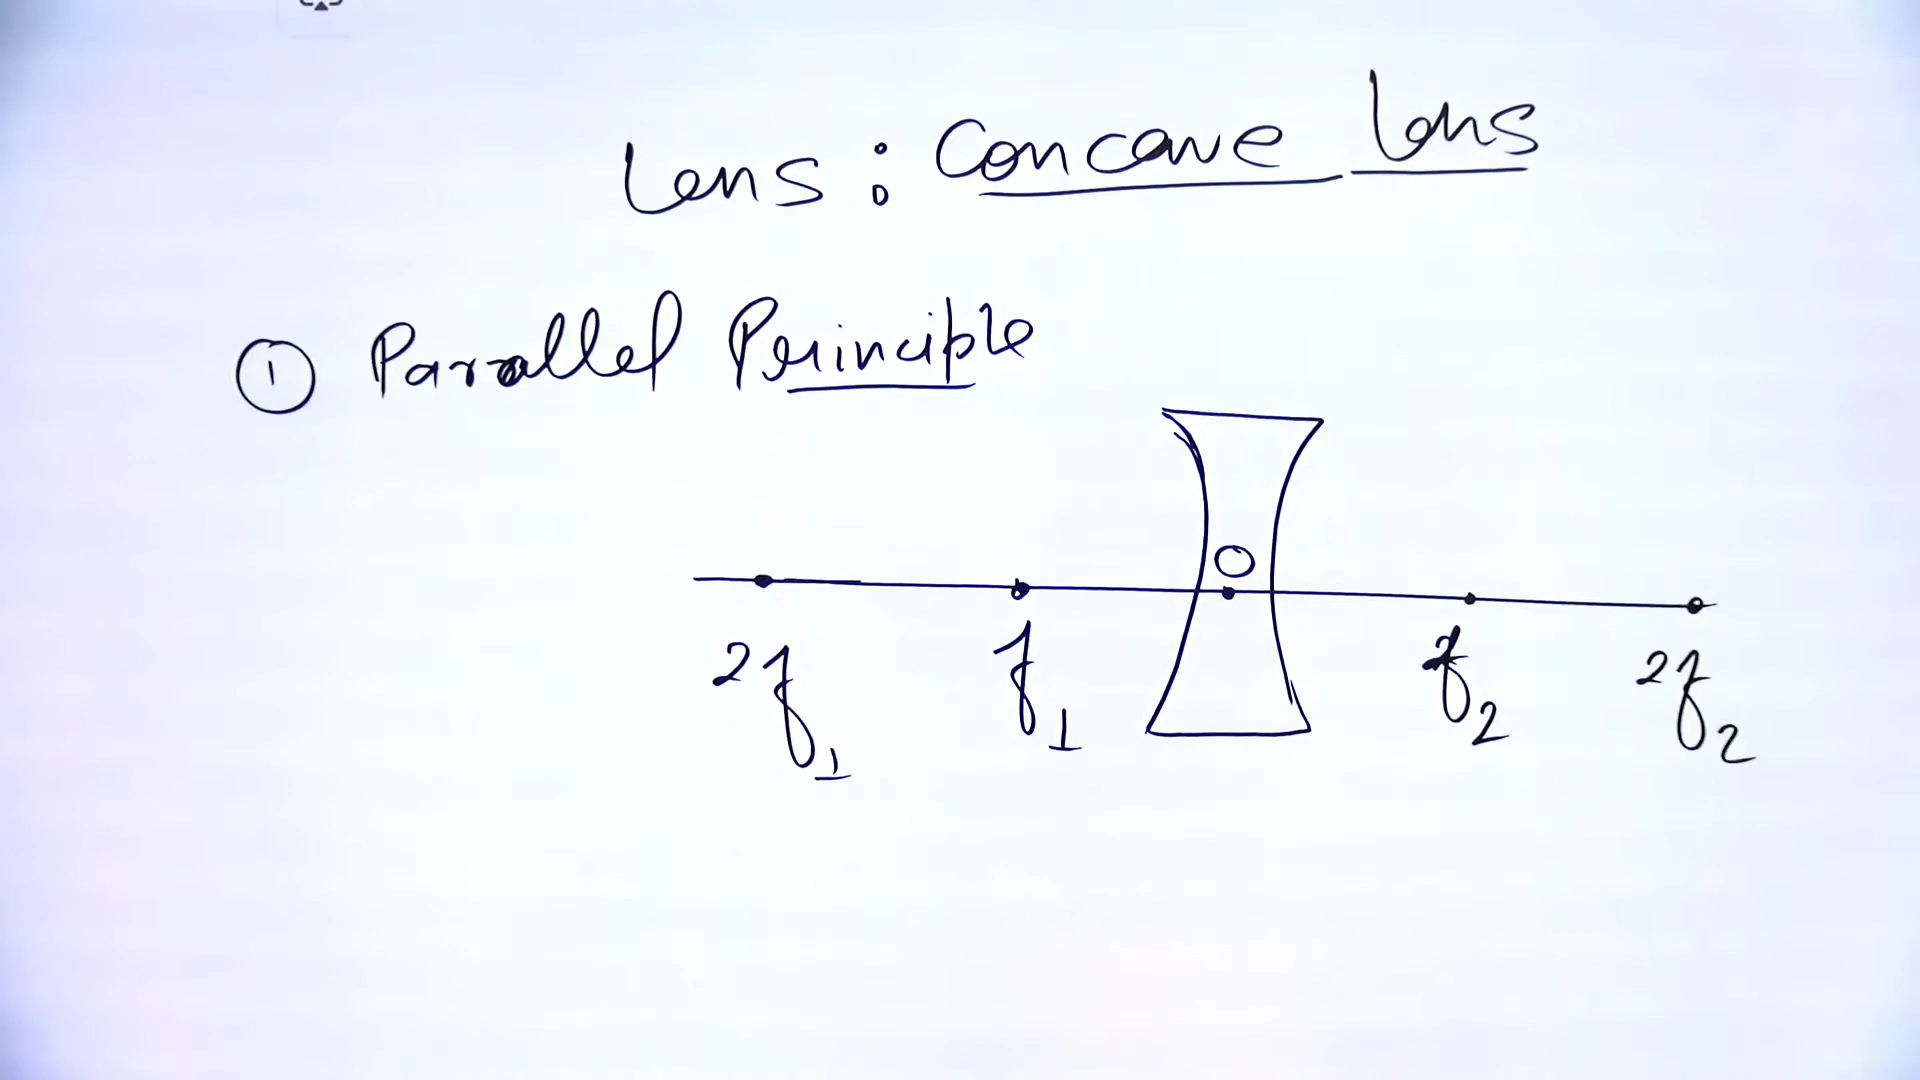 Lens : Concave lens
① Parallel Principle
O
2f₁ f₁ f₂ 2f₂